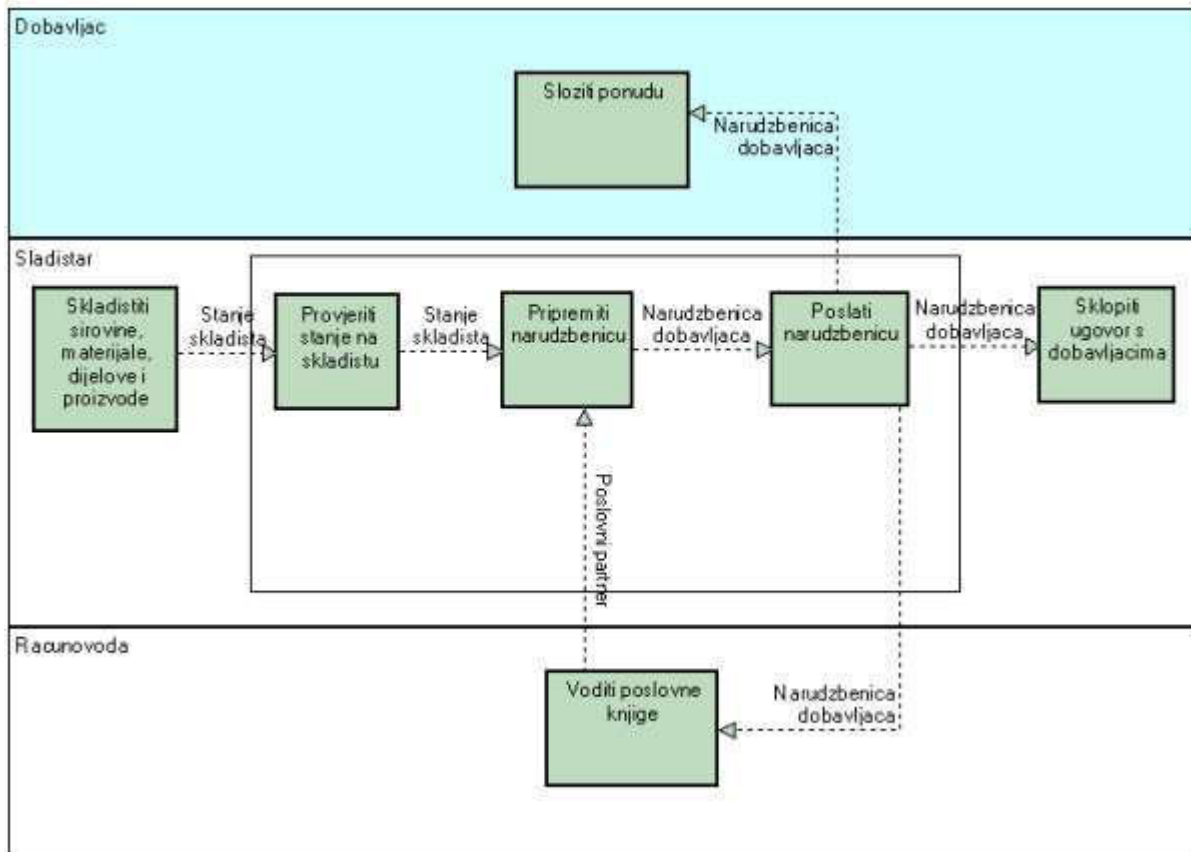 Dobavljac
Sloziti ponudu
Narudzbenica
dobavljaca
Sladistar
Skladistiti
sirovine,
materijale,
dijelove i
proizvode
Stanje
skladista
Provjeriti
stanje na
skladistu
Stanje
skladista
Pripremiti
narudzbenicu
Narudzbenica
dobavljaca
Poslati
narudzbenicu
Narudzbenica
dobavljaca
Sklopiti
ugovor s
dobavljacima
Poslovni partner
Racunovoda
Voditi poslovne
knjige
Narudzbenica
dobavljaca